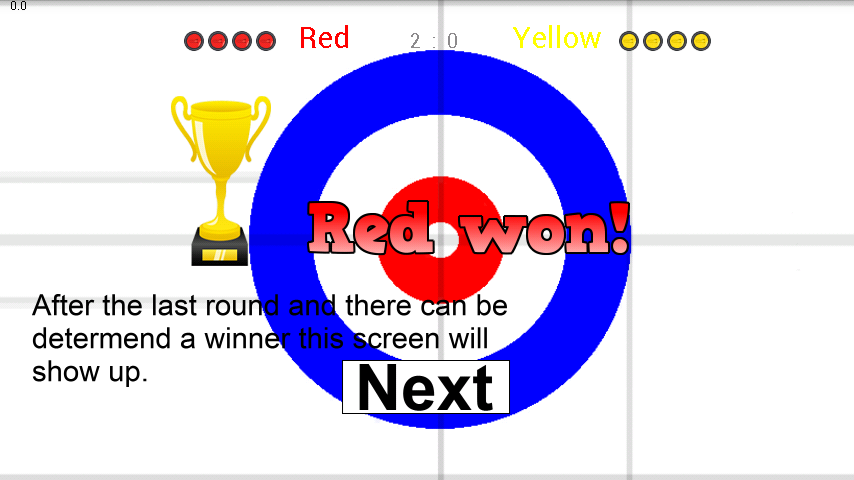 0.0
Red 2 : 0 Yellow
Red won!
After the last round and there can be
determend a winner this screen will
show up.
Next